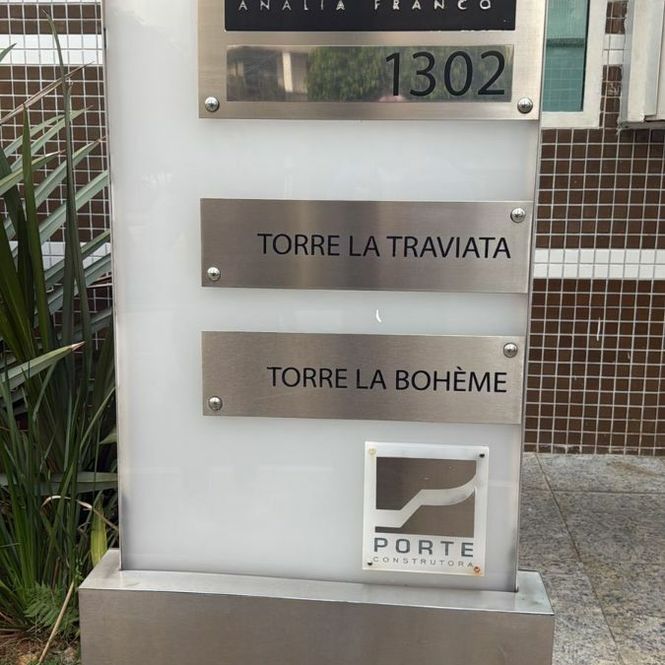 ANALIA FRANCO
1302
TORRE LA TRAVIATA
TORRE LA BOHÈME
PORTE
CONSTRUTORA